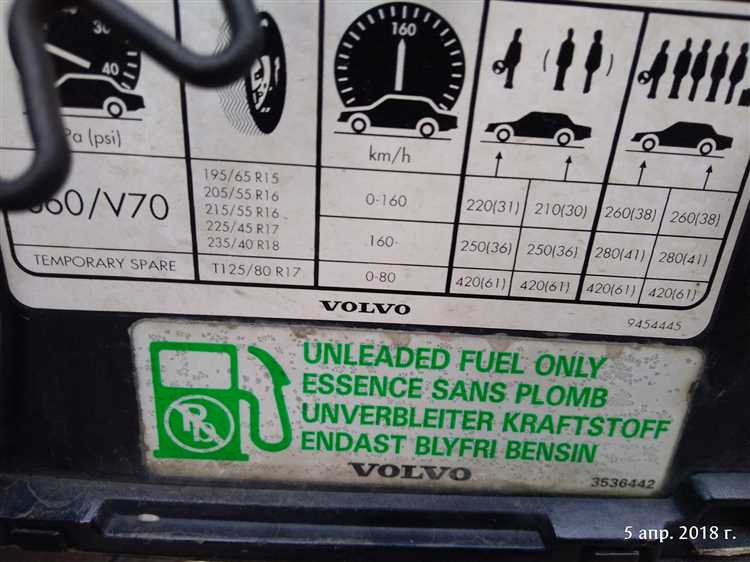 30
40
160
Pa (psi)
km/h
60/V70
195/65 R15
205/55 R16
215/55 R16
225/45 R17
235/40 R18
0-160
220(31) 210(30) 260(38) 260(38)
160-
250(36) 250(36) 280(41) 280(41)
TEMPORARY SPARE T125/80 R17 0-80 420(61) 420(61) 420(61) 420(61)
VOLVO
9454445
Pb
UNLEADED FUEL ONLY
ESSENCE SANS PLOMB
UNVERBLEITER KRAFTSTOFF
ENDAST BLYFRI BENSIN
VOLVO
3536442
5 апр. 2018 г.